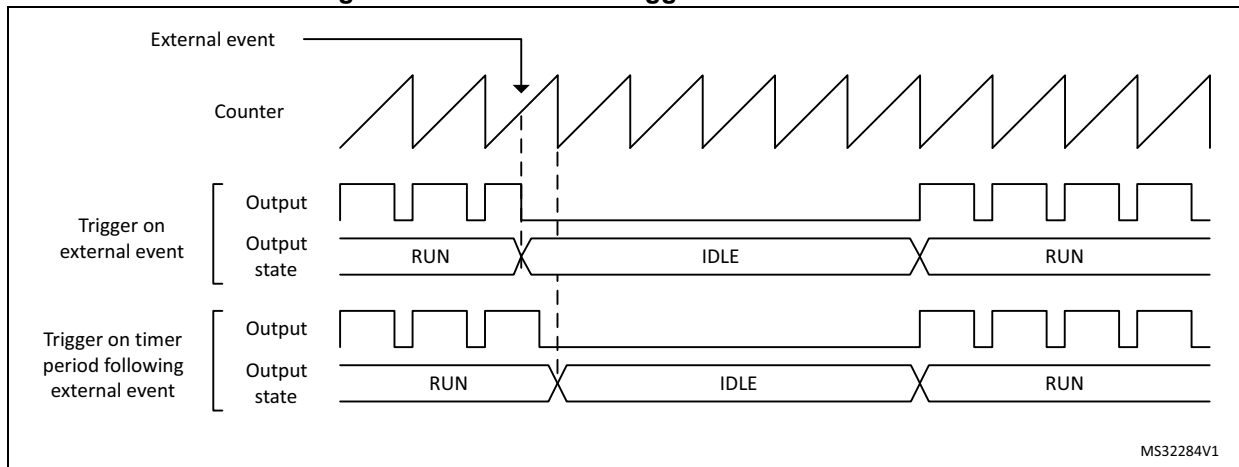 External event
Counter
Trigger on
external event
Output
Output
state
RUN
IDLE
RUN
Trigger on timer
period following
external event
Output
Output
state
RUN
IDLE
RUN
MS32284V1